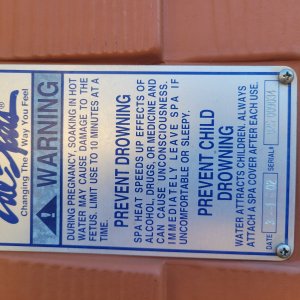 Cal Spas®
Changing The Way You Feel
WARNING
DURING PREGNANCY, SOAKING IN HOT
WATER MAY CAUSE DAMAGE TO THE
FETUS. LIMIT USE TO 10 MINUTES AT A
TIME.
PREVENT DROWNING
SPA HEAT SPEEDS UP EFFECTS OF
ALCOHOL, DRUGS, OR MEDICINE AND
CAN CAUSE UNCONSCIOUSNESS.
IMMEDIATELY LEAVE SPA IF
UNCOMFORTABLE OR SLEEPY.
PREVENT CHILD
DROWNING
WATER ATTRACTS CHILDREN. ALWAYS
ATTACH A SPA COVER AFTER EACH USE.
DATE SERIAL#